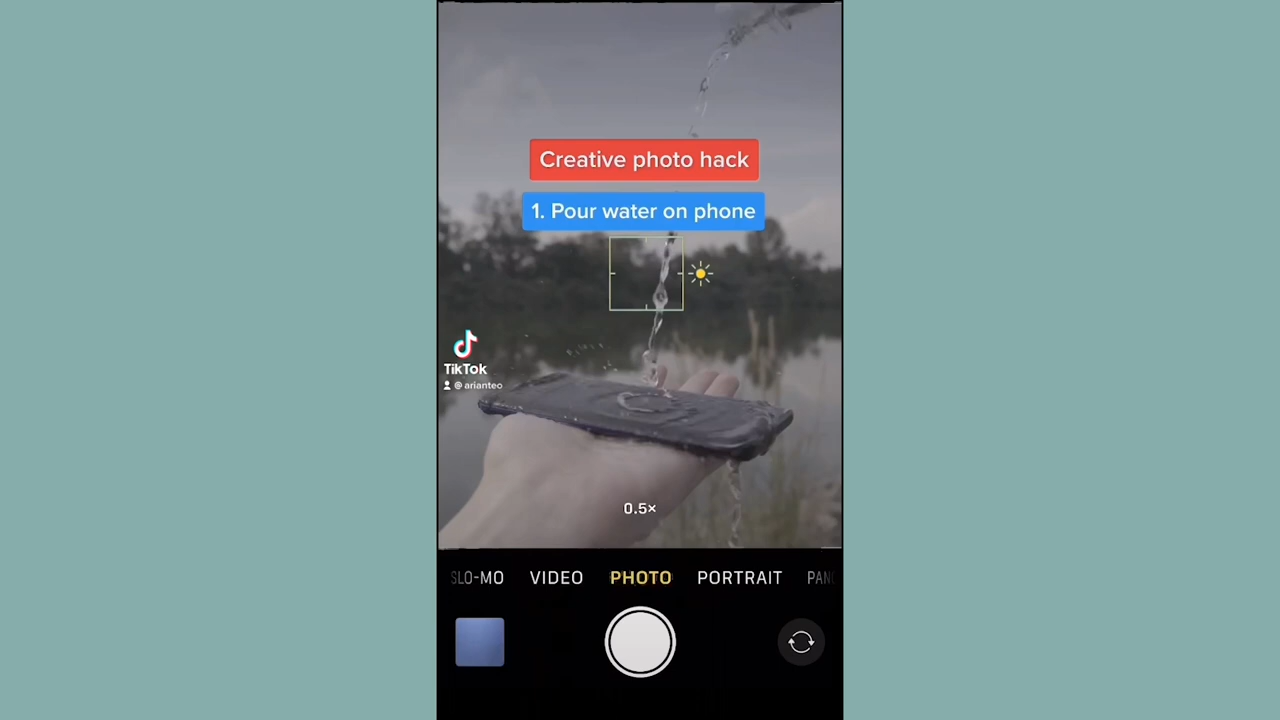 Creative photo hack
1. Pour water on phone
TikTok
@ arianteo
0.5×
SLO-MO VIDEO PHOTO PORTRAIT